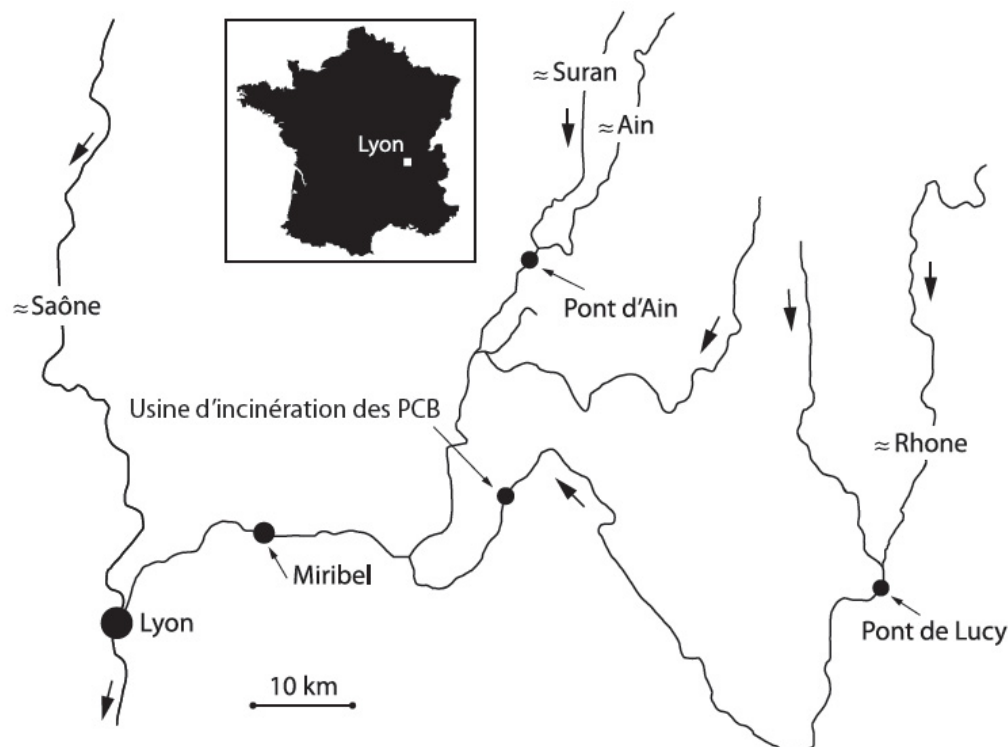 ≈ Suran
≈ Ain
Lyon
≈ Saône
Pont d’Ain
Usine d’incinération des PCB
≈ Rhone
Miribel
Lyon
Pont de Lucy
10 km